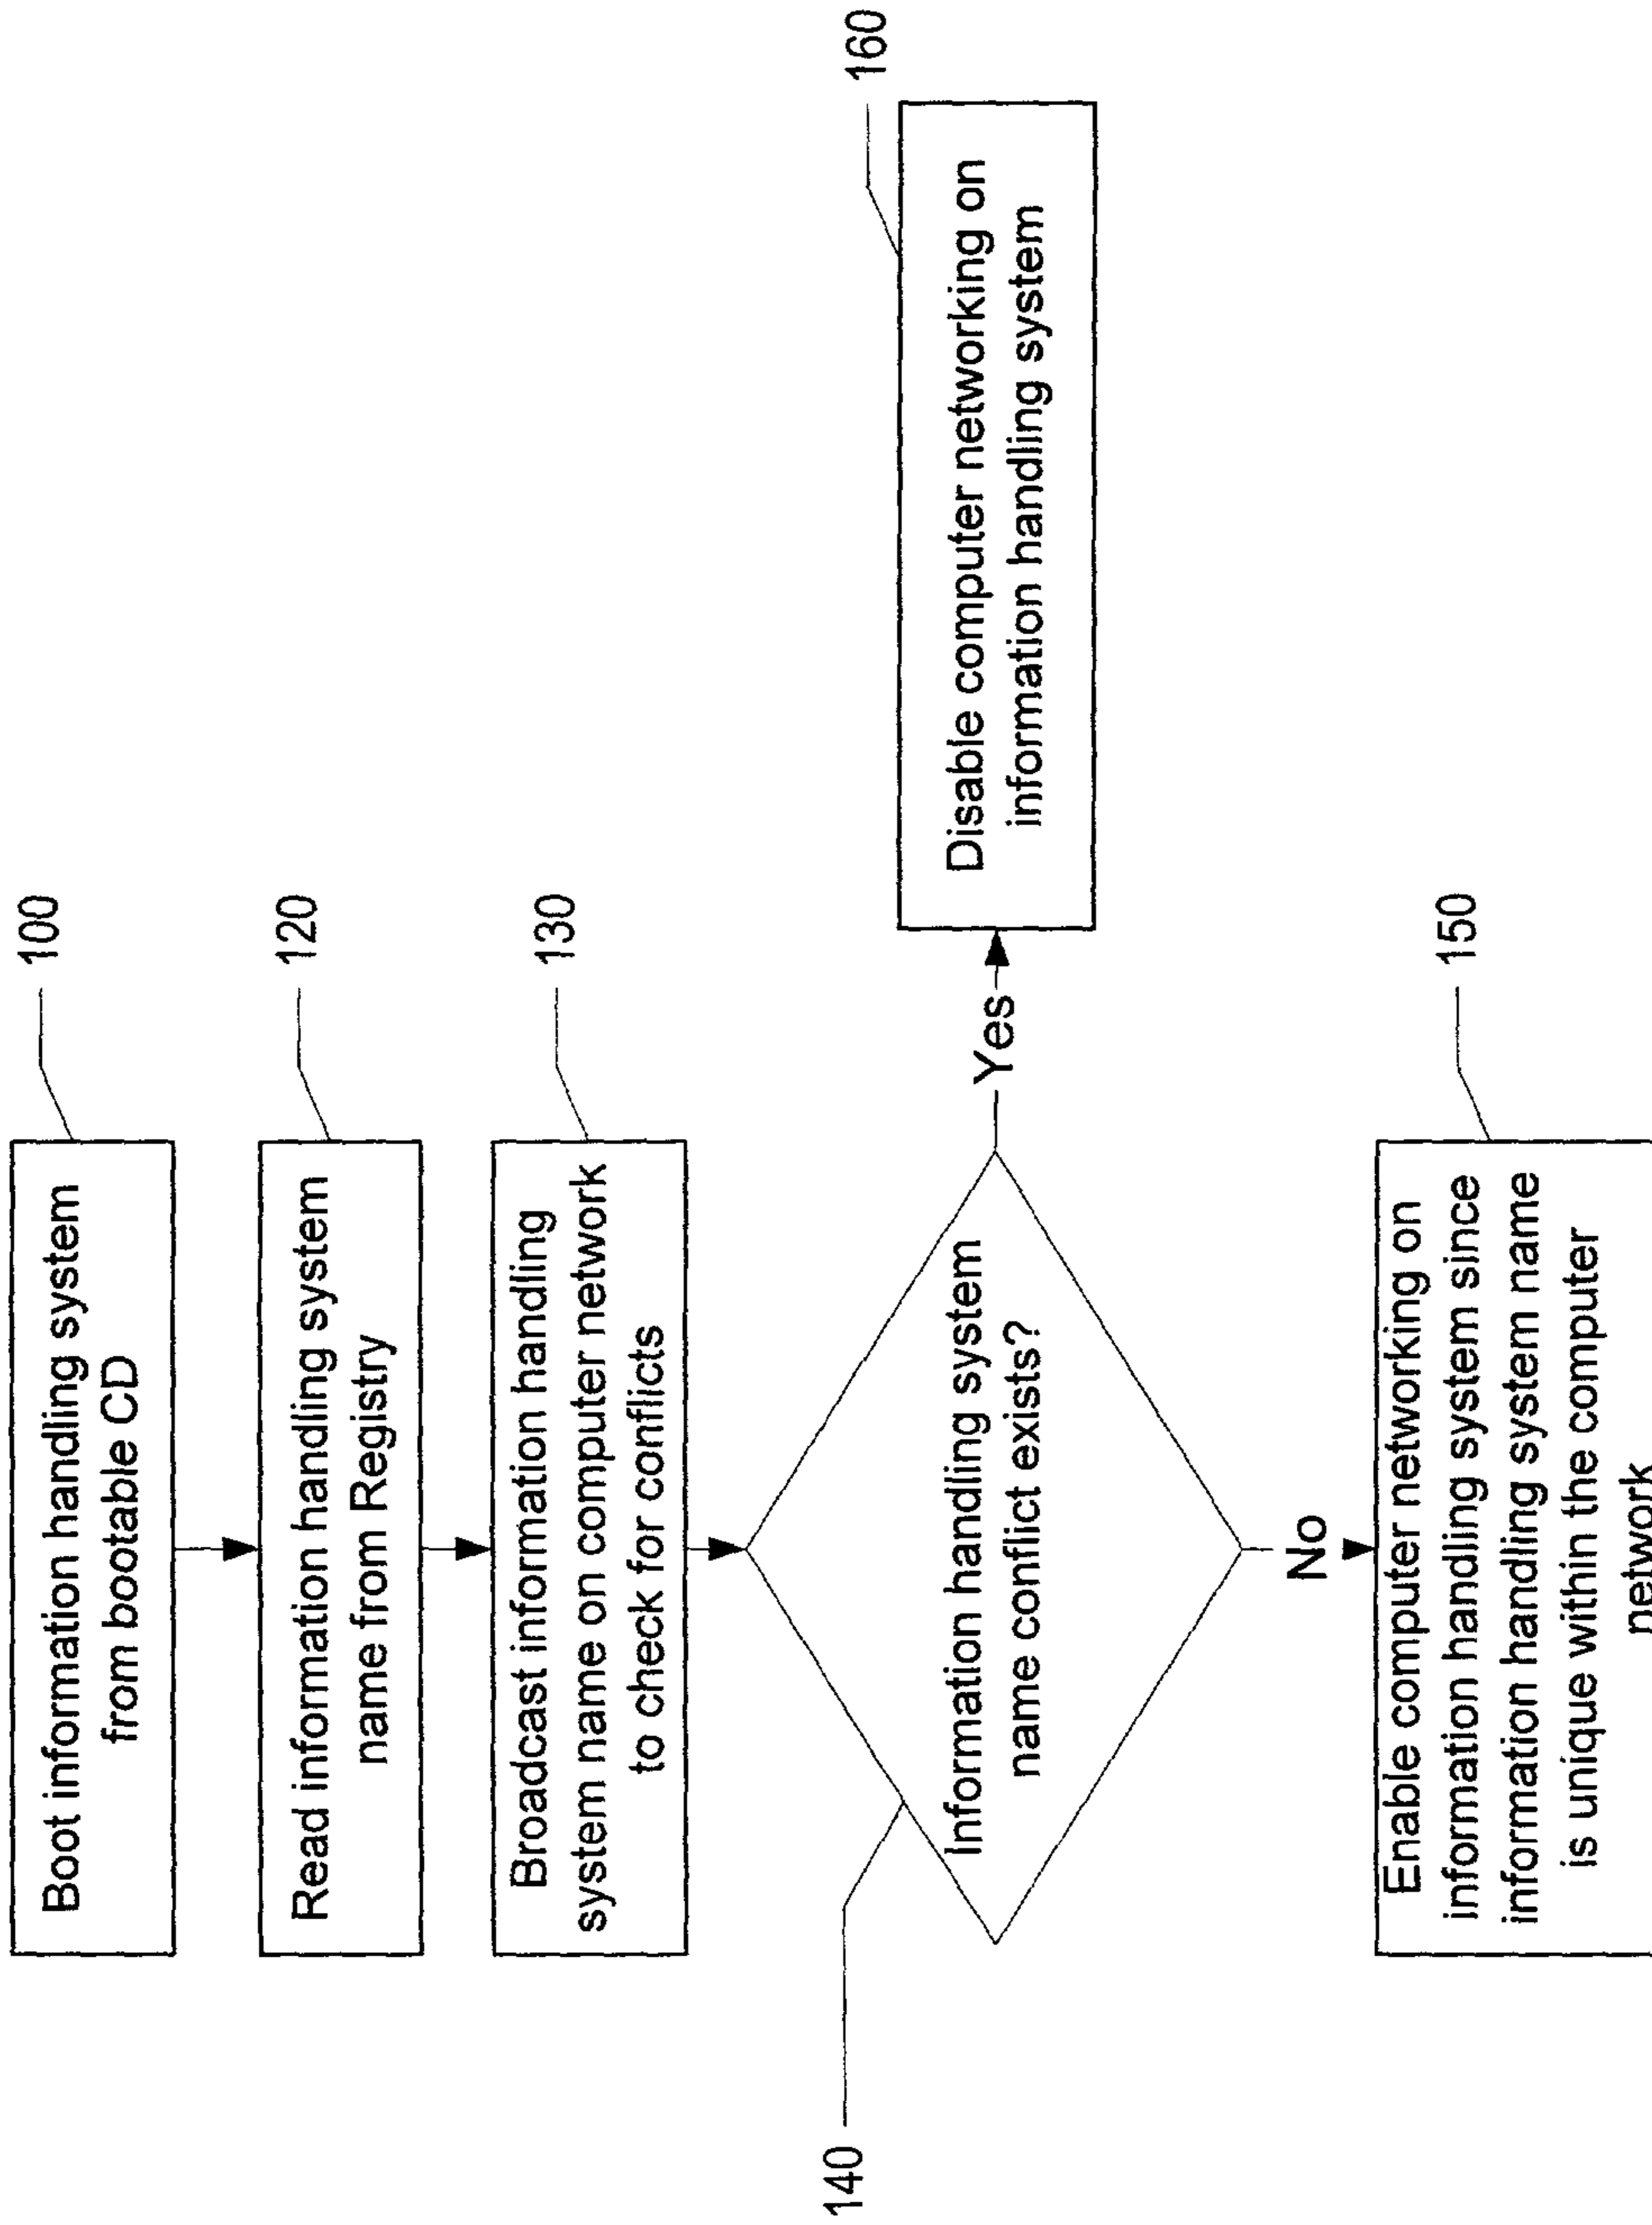 Boot information handling system
from bootable CD
100
Read information handling system
name from Registry
120
Broadcast information handling
system name on computer network
to check for conflicts
130
140
Information handling system
name conflict exists?
Yes
Disable computer networking on
information handling system
160
No
Enable computer networking on
information handling system since
information handling system name
is unique within the computer
network
150